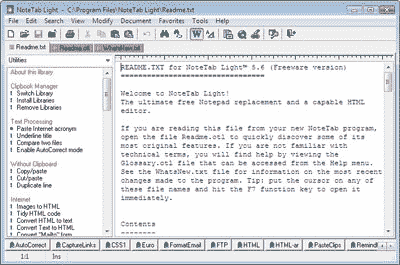 NoteTab Light - C:\Program Files\NoteTab Light\Readme.txt
File Edit Search View Modify Document Favorites Tools Help
Readme.txt Readme.otl WhatsNew.txt
Utilities
About this library
Clipbook Manager
Switch Library
Install Libraries
Remove Libraries
Text Processing
Paste Internet acronym
Underline title
Compare two files
Enable AutoCorrect mode
Without Clipboard
Copy/paste
Cut/paste
Duplicate line
Internet
Images to HTML
Tidy HTML code
Convert HTML to text
Convert Text to HTML
Convert "Mailto" form
README.TXT for NoteTab Light™ 5.6 (Freeware version)
==================================
Welcome to NoteTab Light!
The ultimate free Notepad replacement and a capable HTML
editor.
If you are reading this file from your new NoteTab program,
open the file Readme.otl to quickly discover some of its
most original features. If you are not familiar with
technical terms, you will find help by viewing the
Glossary.otl file that can be accessed from the Help menu.
See the WhatsNew.txt file for information on the most recent
changes made to the program. Tip: put the cursor on any of
these file names and hit the F7 function key to open it
immediately.
Contents
========
AutoCorrect CaptureLinks CSS1 Euro FormatEmail FTP HTML HTML-ar PasteClips Remind
1:1 Ins